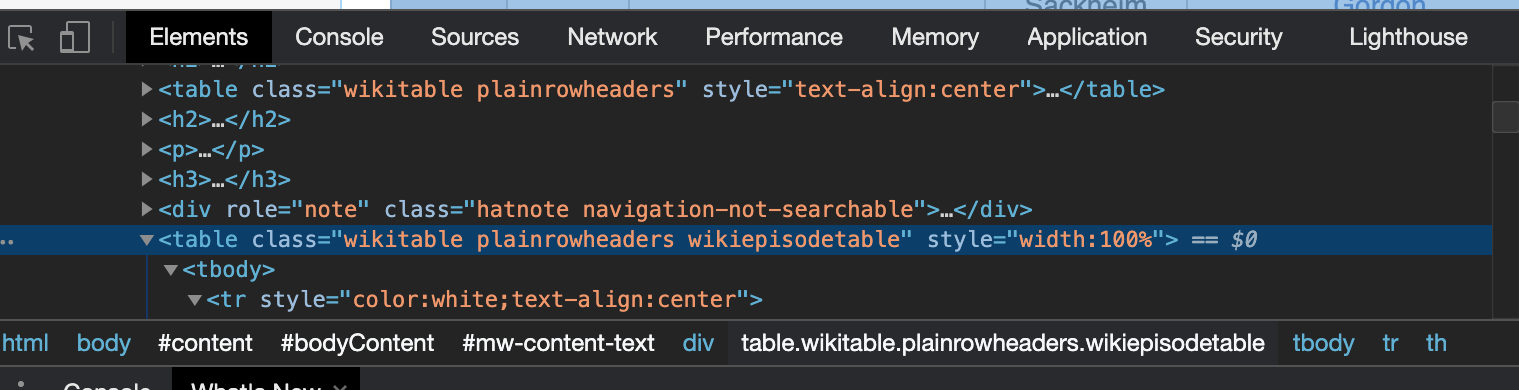 Sackheim Gordon
Elements Console Sources Network Performance Memory Application Security Lighthouse
<table class="wikitable plainrowheaders" style="text-align:center">…</table>
<h2>…</h2>
<p>…</p>
<h3>…</h3>
<div role="note" class="hatnote navigation-not-searchable">…</div>
<table class="wikitable plainrowheaders wikiepisodetable" style="width:100%"> == $0
<tbody>
<tr style="color:white;text-align:center">
html body #content #bodyContent #mw-content-text div table.wikitable.plainrowheaders.wikiepisodetable tbody tr th
Console What's New ×